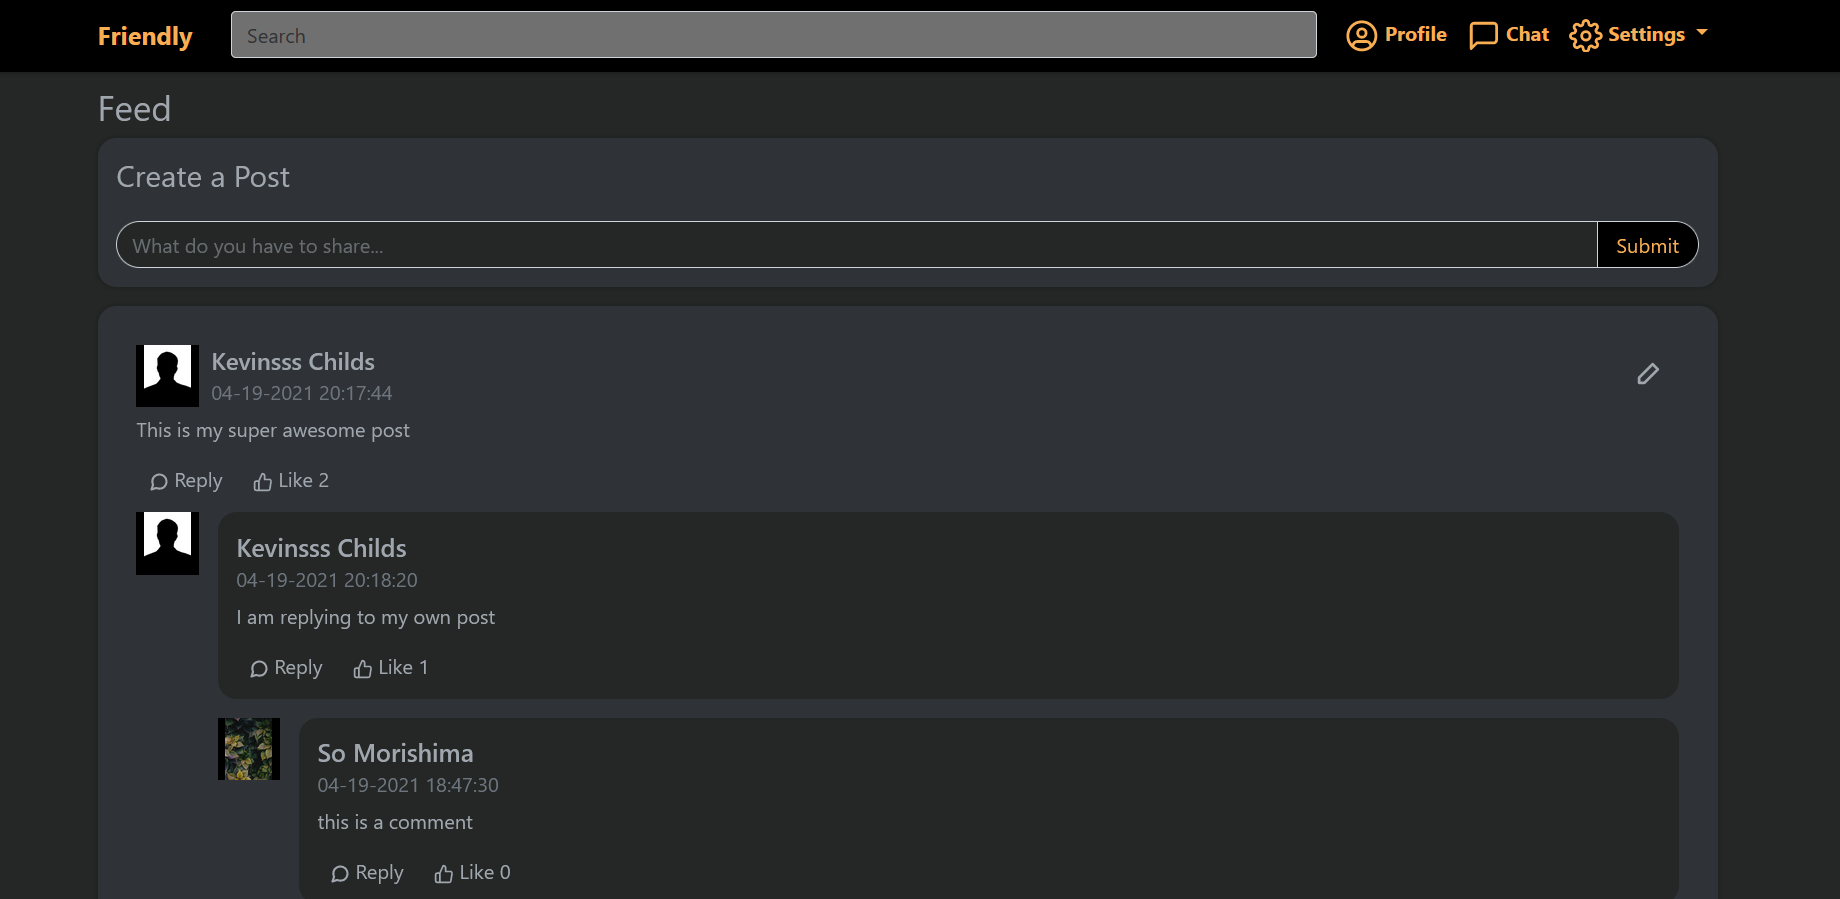 Friendly
Search
Profile
Chat
Settings
Feed
Create a Post
What do you have to share...
Submit
Kevinsss Childs
04-19-2021 20:17:44
This is my super awesome post
Reply Like 2
Kevinsss Childs
04-19-2021 20:18:20
I am replying to my own post
Reply Like 1
So Morishima
04-19-2021 18:47:30
this is a comment
Reply Like 0